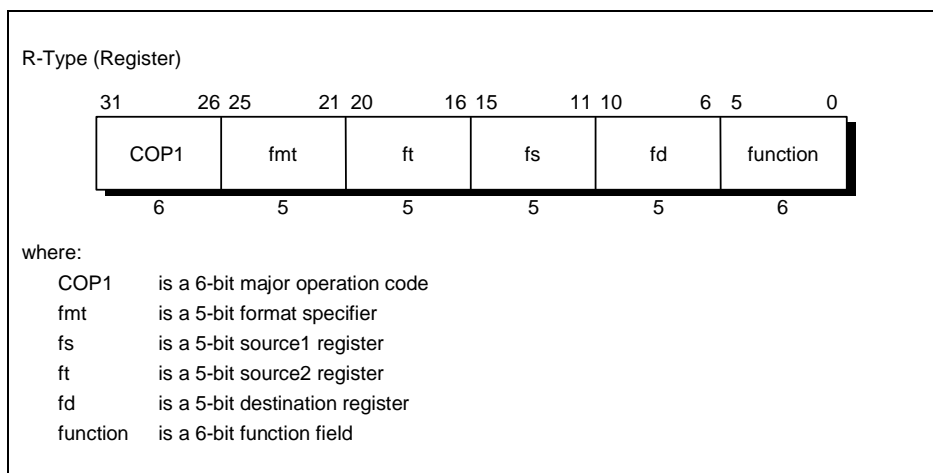 R-Type (Register)
31 26 25 21 20 16 15 11 10 6 5 0
COP1 fmt ft fs fd function
6 5 5 5 5 6
where:
COP1 is a 6-bit major operation code
fmt is a 5-bit format specifier
fs is a 5-bit source1 register
ft is a 5-bit source2 register
fd is a 5-bit destination register
function is a 6-bit function field